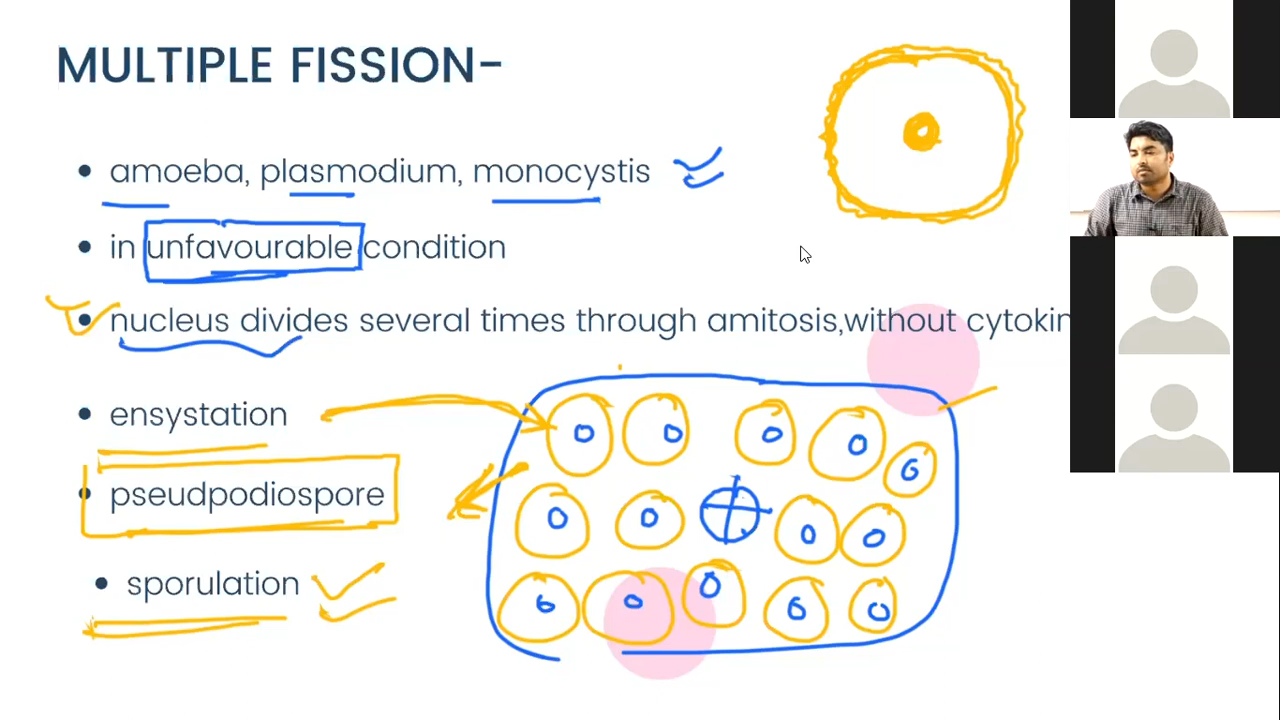 MULTIPLE FISSION-
• amoeba, plasmodium, monocystis
• in unfavourable condition
• nucleus divides several times through amitosis,without cytokin
• ensystation
• pseudpodiospore
• sporulation